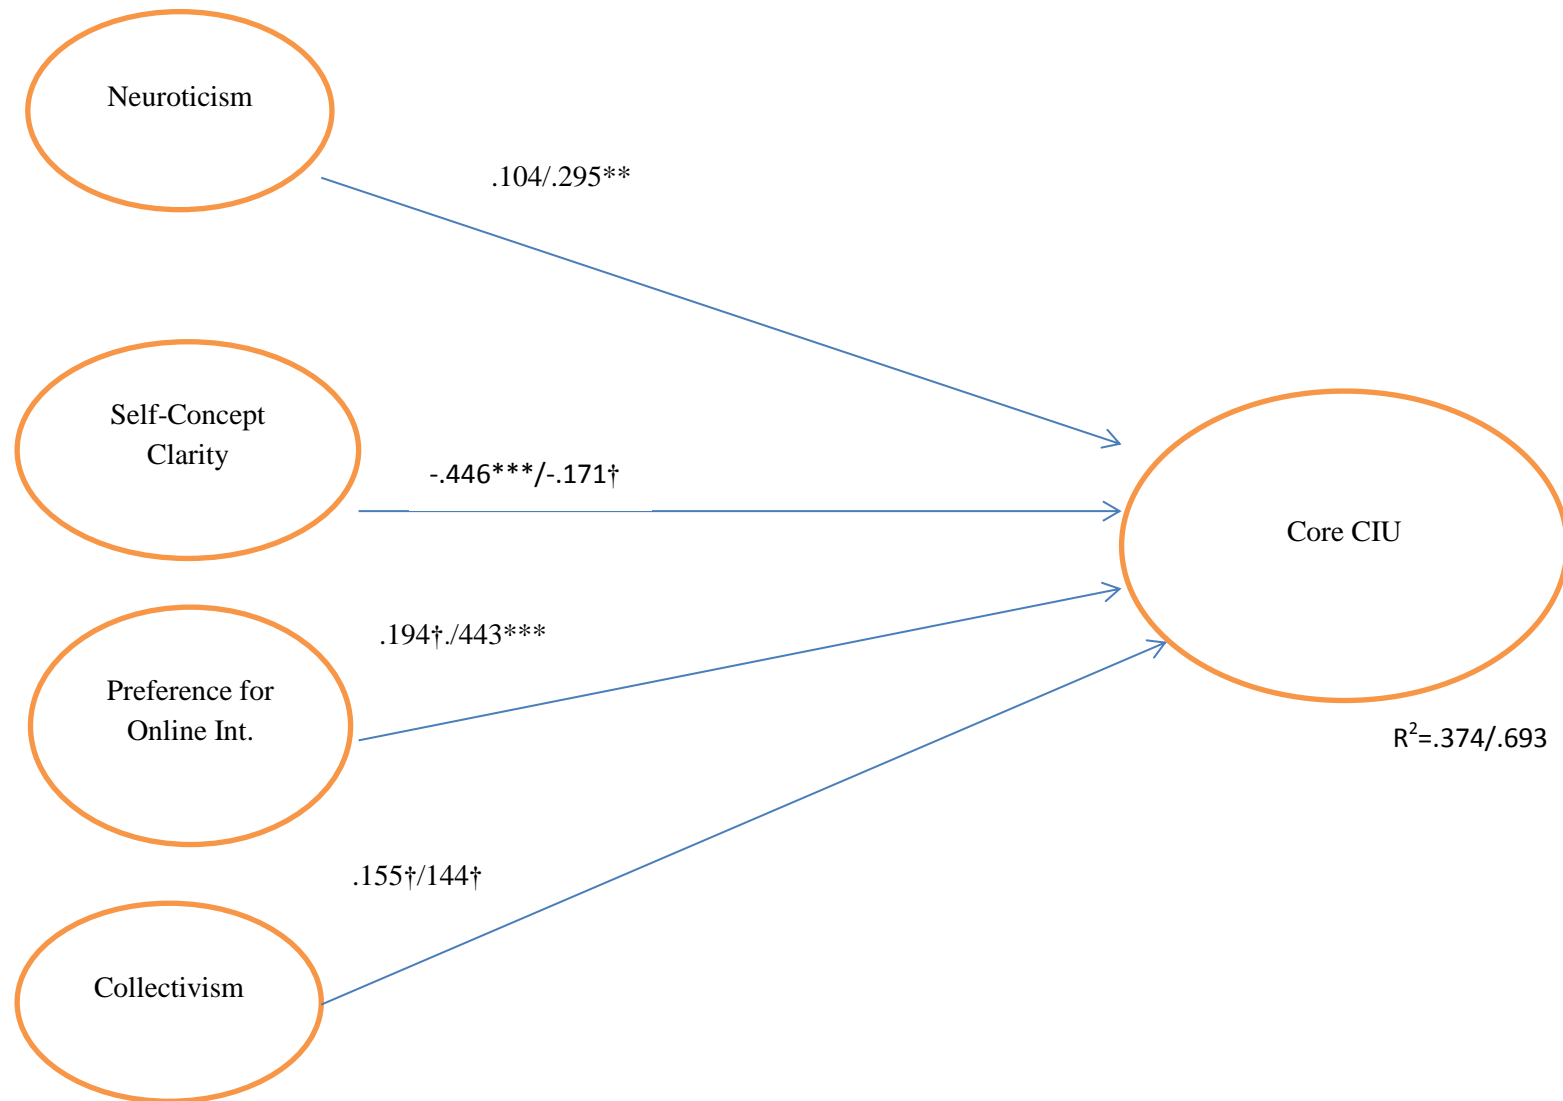 Neuroticism
.104/.295**
Self-Concept
Clarity
-.446***/-.171†
Core CIU
.194†./443***
Preference for
Online Int.
R²=.374/.693
.155†/144†
Collectivism